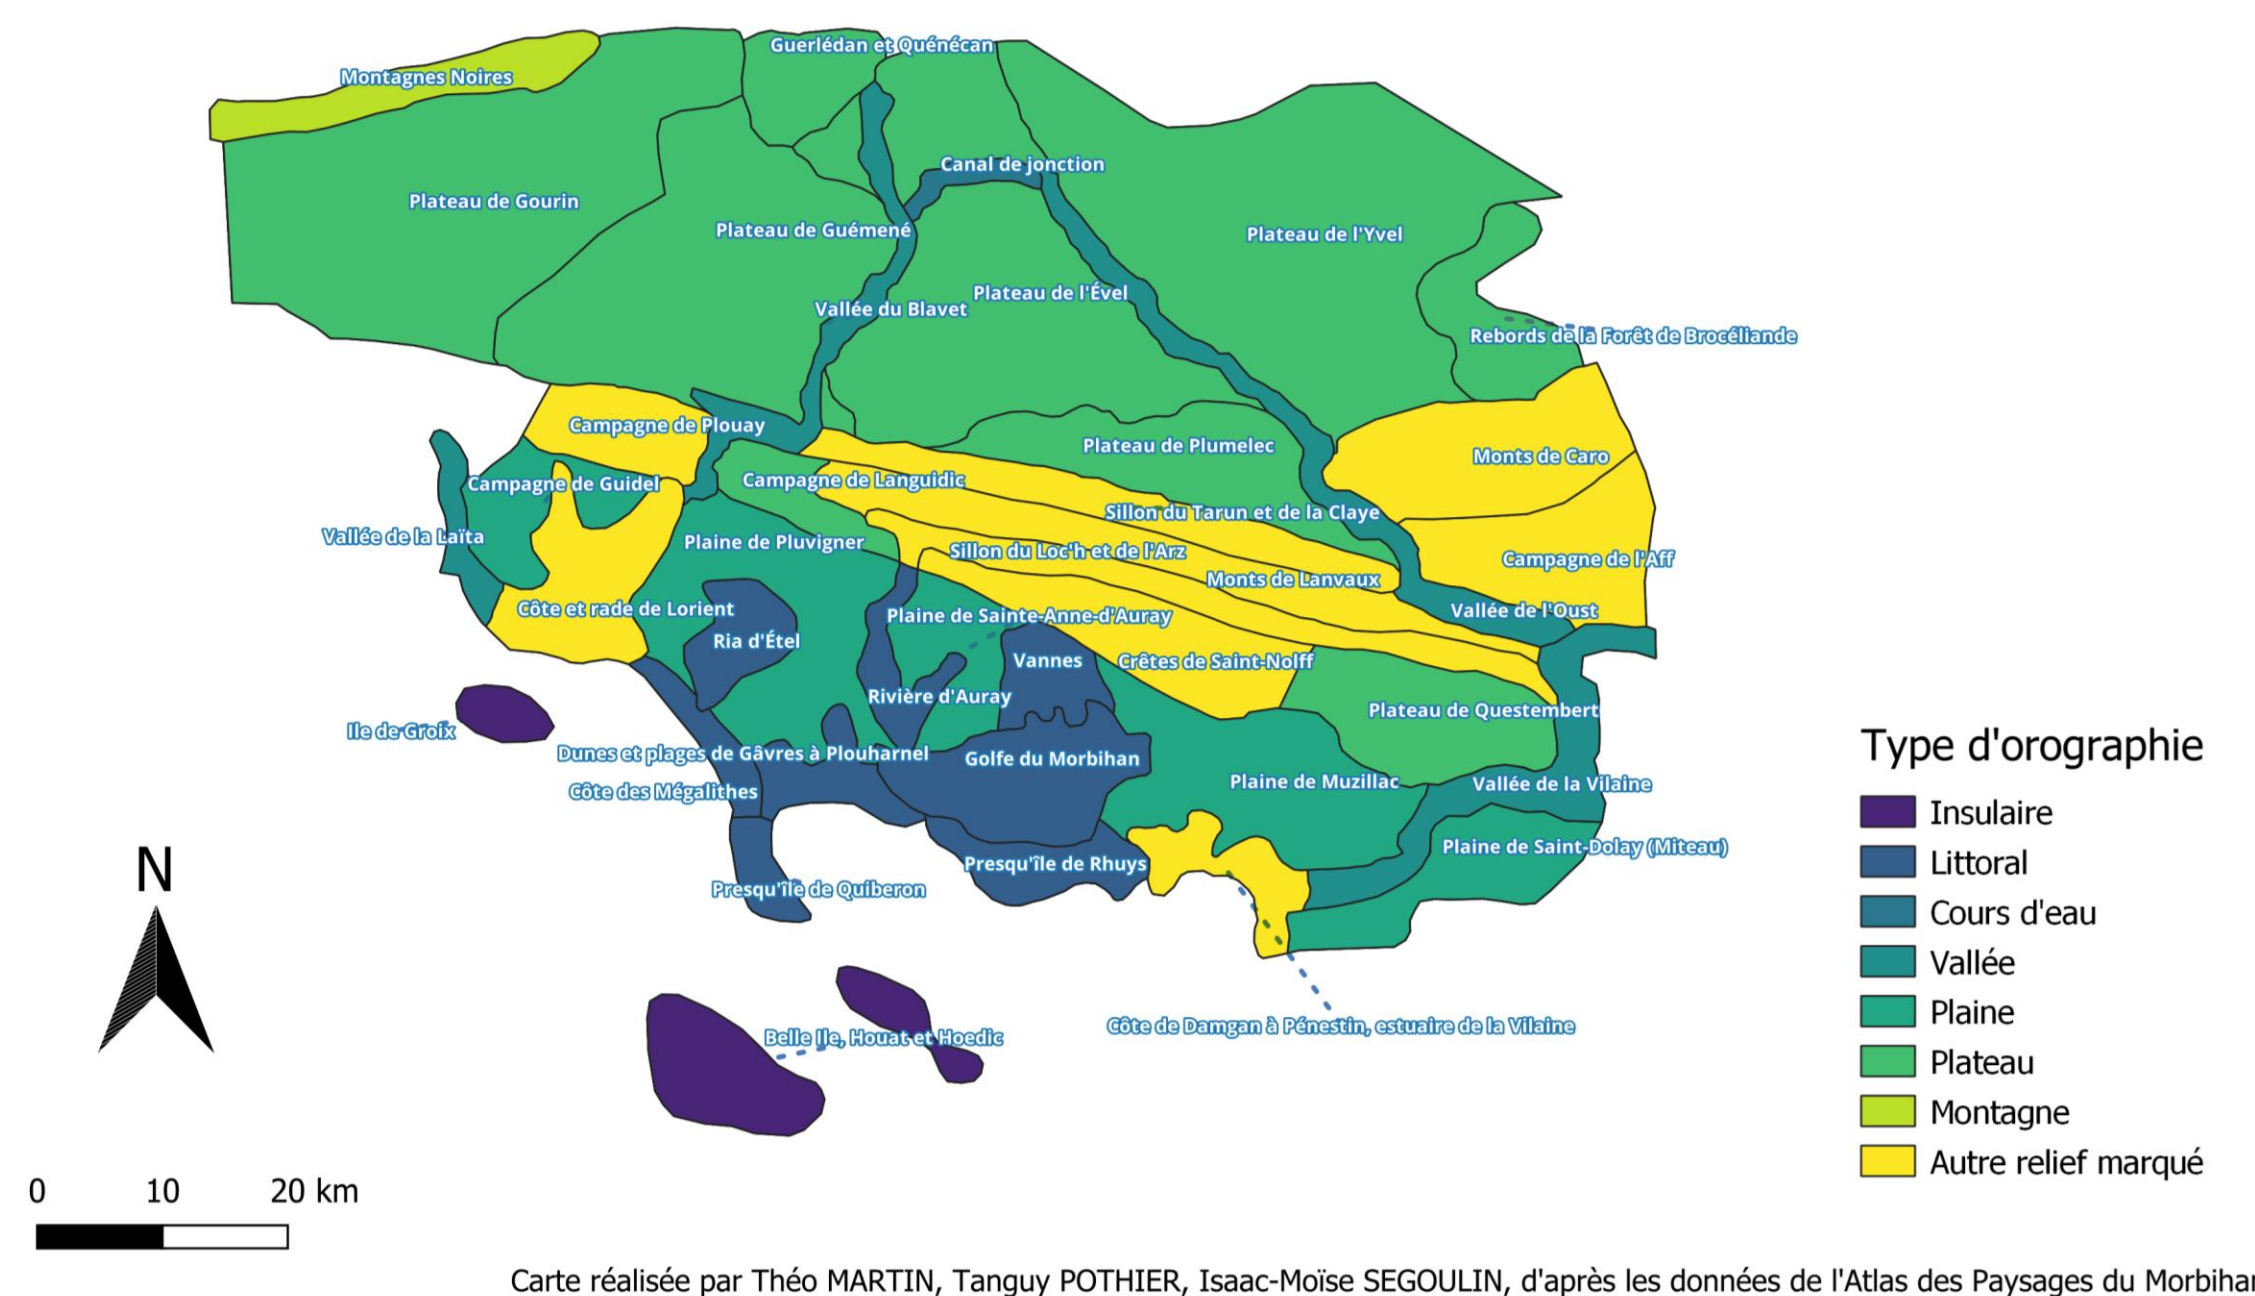 Guerlédan et Quénécan
Montagnes Noires
Canal de jonction
Plateau de Gourin
Plateau de Guémené
Plateau de l'Yvel
Plateau de l'Ével
Vallée du Blavet
Rebords de la Forêt de Brocéliande
Campagne de Plouay
Plateau de Plumelec
Monts de Caro
Campagne de Languidic
Campagne de Guidel
Sillon du Tarun et de la Claye
Vallée de la Laïta
Plaine de Pluvigner
Sillon du Loc'h et de l'Arz
Campagne de l'Aff
Monts de Lanvaux
Côte et rade de Lorient
Vallée de l'Oust
Plaine de Sainte-Anne-d'Auray
Ria d'Étel
Vannes
Crêtes de Saint-Nolff
Rivière d'Auray
Plateau de Questembert
Ile de Groix
Dunes et plages de Gâvres à Plouharnel
Golfe du Morbihan
Plaine de Muzillac
Vallée de la Vilaine
Côte des Mégalithes
Plaine de Saint-Dolay (Miteau)
Presqu'île de Rhuys
Presqu'île de Quiberon
Côte de Damgan à Pénestin, estuaire de la Vilaine
Belle Ile, Houat et Hoedic
Type d'orographie
Insulaire
Littoral
Cours d'eau
Vallée
Plaine
Plateau
Montagne
Autre relief marqué
N
0 10 20 km
Carte réalisée par Théo MARTIN, Tanguy POTHIER, Isaac-Moïse SEGOULIN, d'après les données de l'Atlas des Paysages du Morbihan